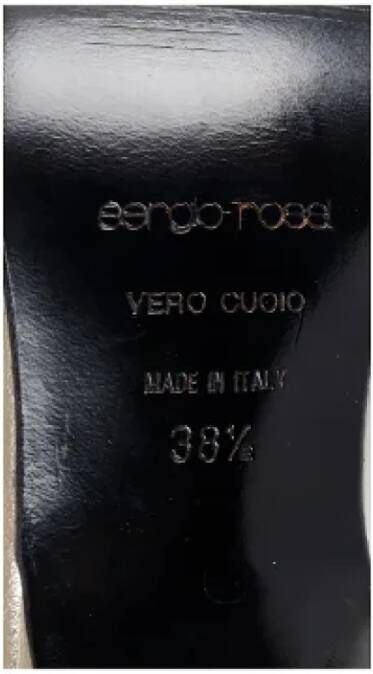 sergio rossi
VERO CUOIO
MADE IN ITALY
38½